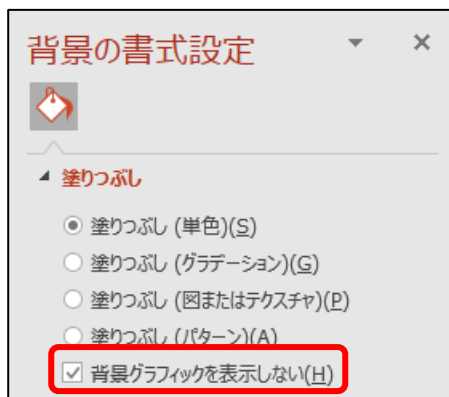 背景の書式設定
塗りつぶし
塗りつぶし (単色)(S)
塗りつぶし (グラデーション)(G)
塗りつぶし (図またはテクスチャ)(P)
塗りつぶし (パターン)(A)
背景グラフィックを表示しない(H)